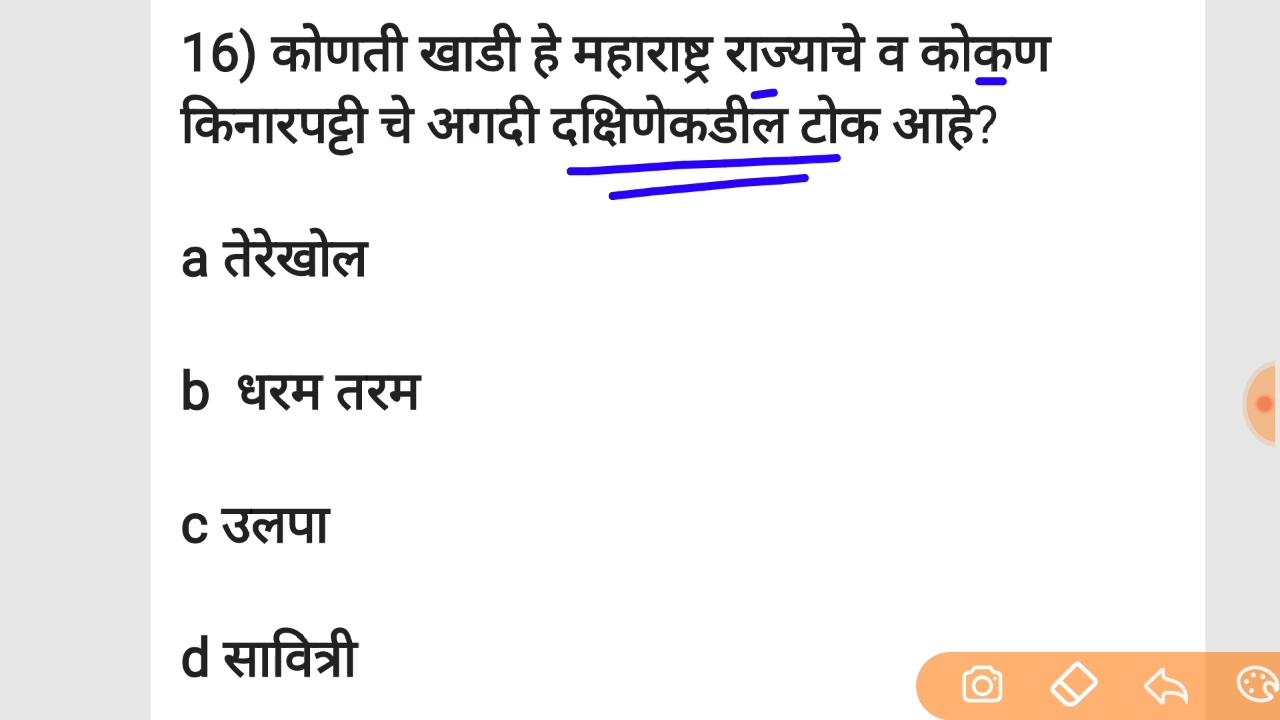 16) कोणती खाडी हे महाराष्ट्र राज्याचे व कोकण
किनारपट्टी चे अगदी दक्षिणेकडील टोक आहे?
a तेरेखोल
b धरम तरम
c उलपा
d सावित्री